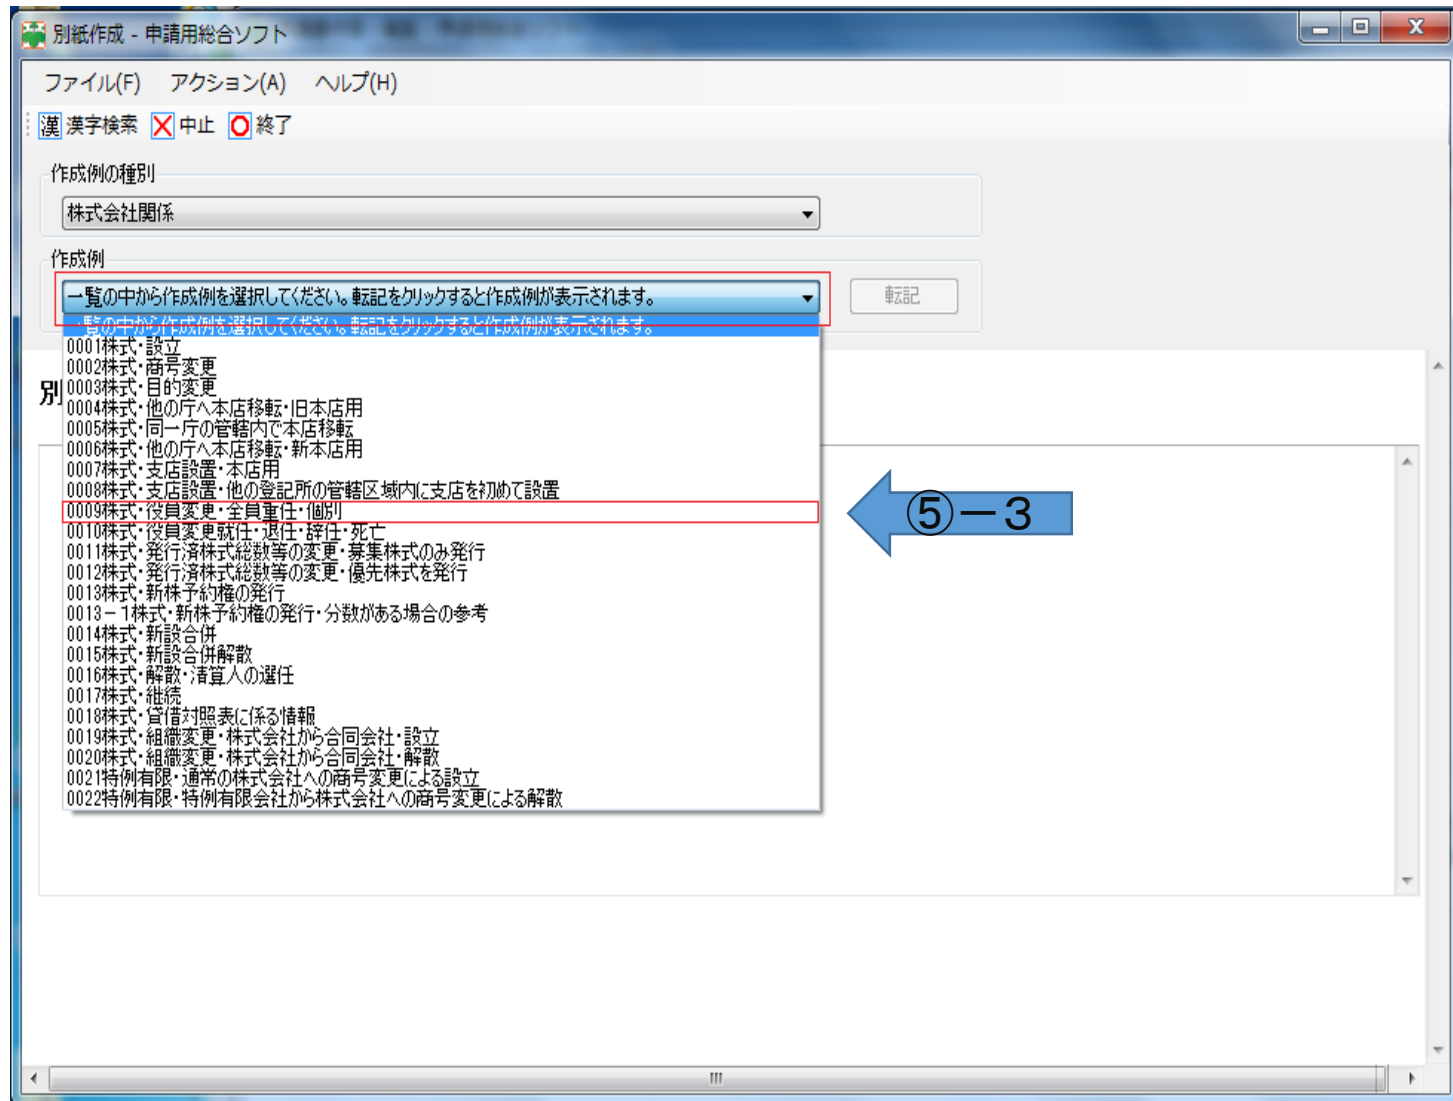 別紙作成 - 申請用総合ソフト
ファイル(F) アクション(A) ヘルプ(H)
漢 漢字検索 中止 終了
作成例の種別
株式会社関係
作成例
一覧の中から作成例を選択してください。転記をクリックすると作成例が表示されます。
転記
一覧の中から作成例を選択してください。転記をクリックすると作成例が表示されます。
0001株式・設立
0002株式・商号変更
別
0003株式・目的変更
0004株式・他の庁へ本店移転・旧本店用
0005株式・同一庁の管轄内で本店移転
0006株式・他の庁へ本店移転・新本店用
0007株式・支店設置・本店用
0008株式・支店設置・他の登記所の管轄区域内に支店を初めて設置
0009株式・役員変更・全員重任・個別
⑤－３
0010株式・役員変更就任・退任・辞任・死亡
0011株式・発行済株式総数等の変更・募集株式のみ発行
0012株式・発行済株式総数等の変更・優先株式を発行
0013株式・新株予約権の発行
0013－1株式・新株予約権の発行・分数がある場合の参考
0014株式・新設合併
0015株式・新設合併解散
0016株式・解散・清算人の選任
0017株式・継続
0018株式・貸借対照表に係る情報
0019株式・組織変更・株式会社から合同会社・設立
0020株式・組織変更・株式会社から合同会社・解散
0021特例有限・通常の株式会社への商号変更による設立
0022特例有限・特例有限会社から株式会社への商号変更による解散